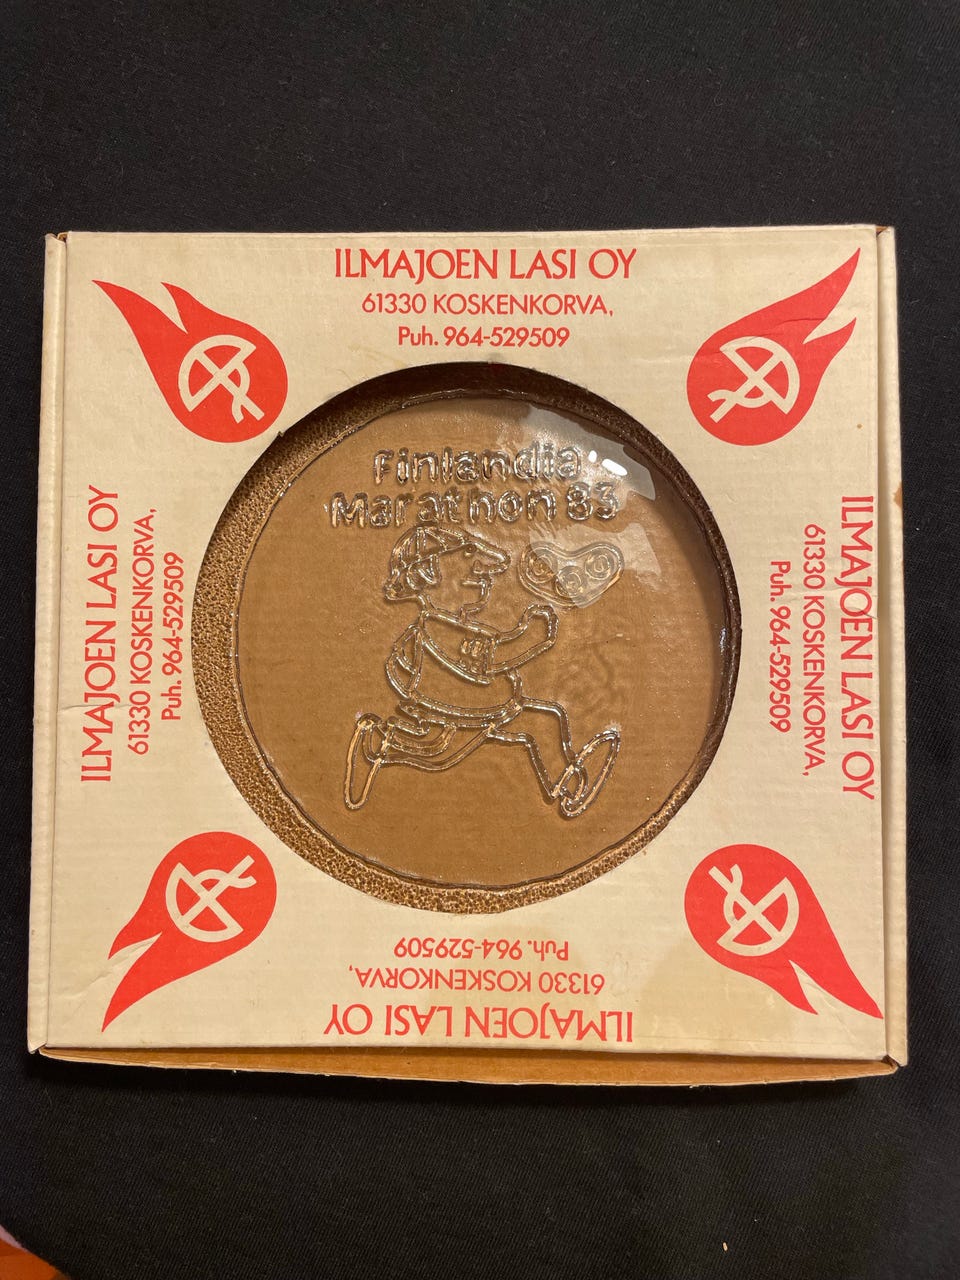 ILMAJOEN LASI OY
61330 KOSKENKORVA,
Puh. 964-529509
Finlandia
Marathon 83
ILMAJOEN LASI OY
61330 KOSKENKORVA,
Puh. 964-529509
ILMAJOEN LASI OY
61330 KOSKENKORVA,
Puh. 964-529509
ILMAJOEN LASI OY
61330 KOSKENKORVA,
Puh. 964-529509